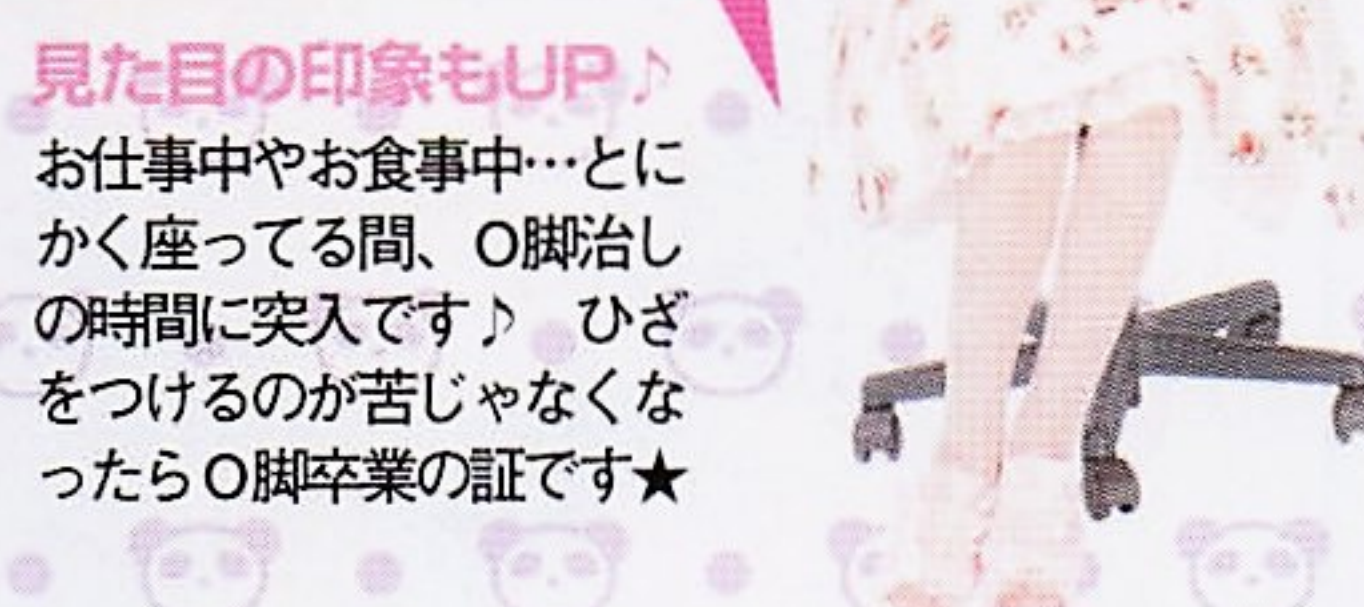 見た目の印象もUP♪
お仕事中やお食事中…とに
かく座ってる間、O脚治し
の時間に突入です♪　ひざ
をつけるのが苦じゃなくな
ったらO脚卒業の証です★